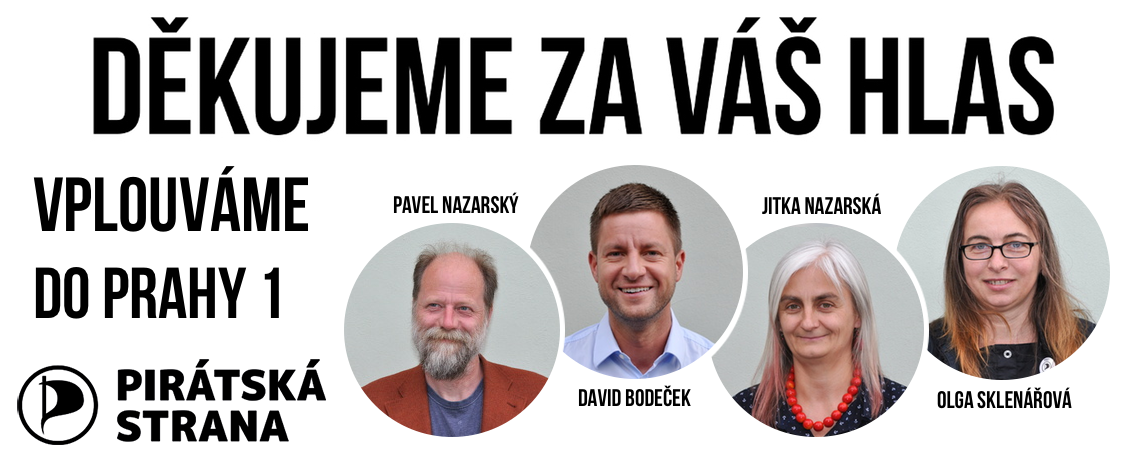 DĚKUJEME ZA VÁŠ HLAS
VPLOUVÁME
DO PRAHY 1
PIRÁTSKÁ
STRANA
PAVEL NAZARSKÝ
DAVID BODEČEK
JITKA NAZARSKÁ
OLGA SKLENÁŘOVÁ